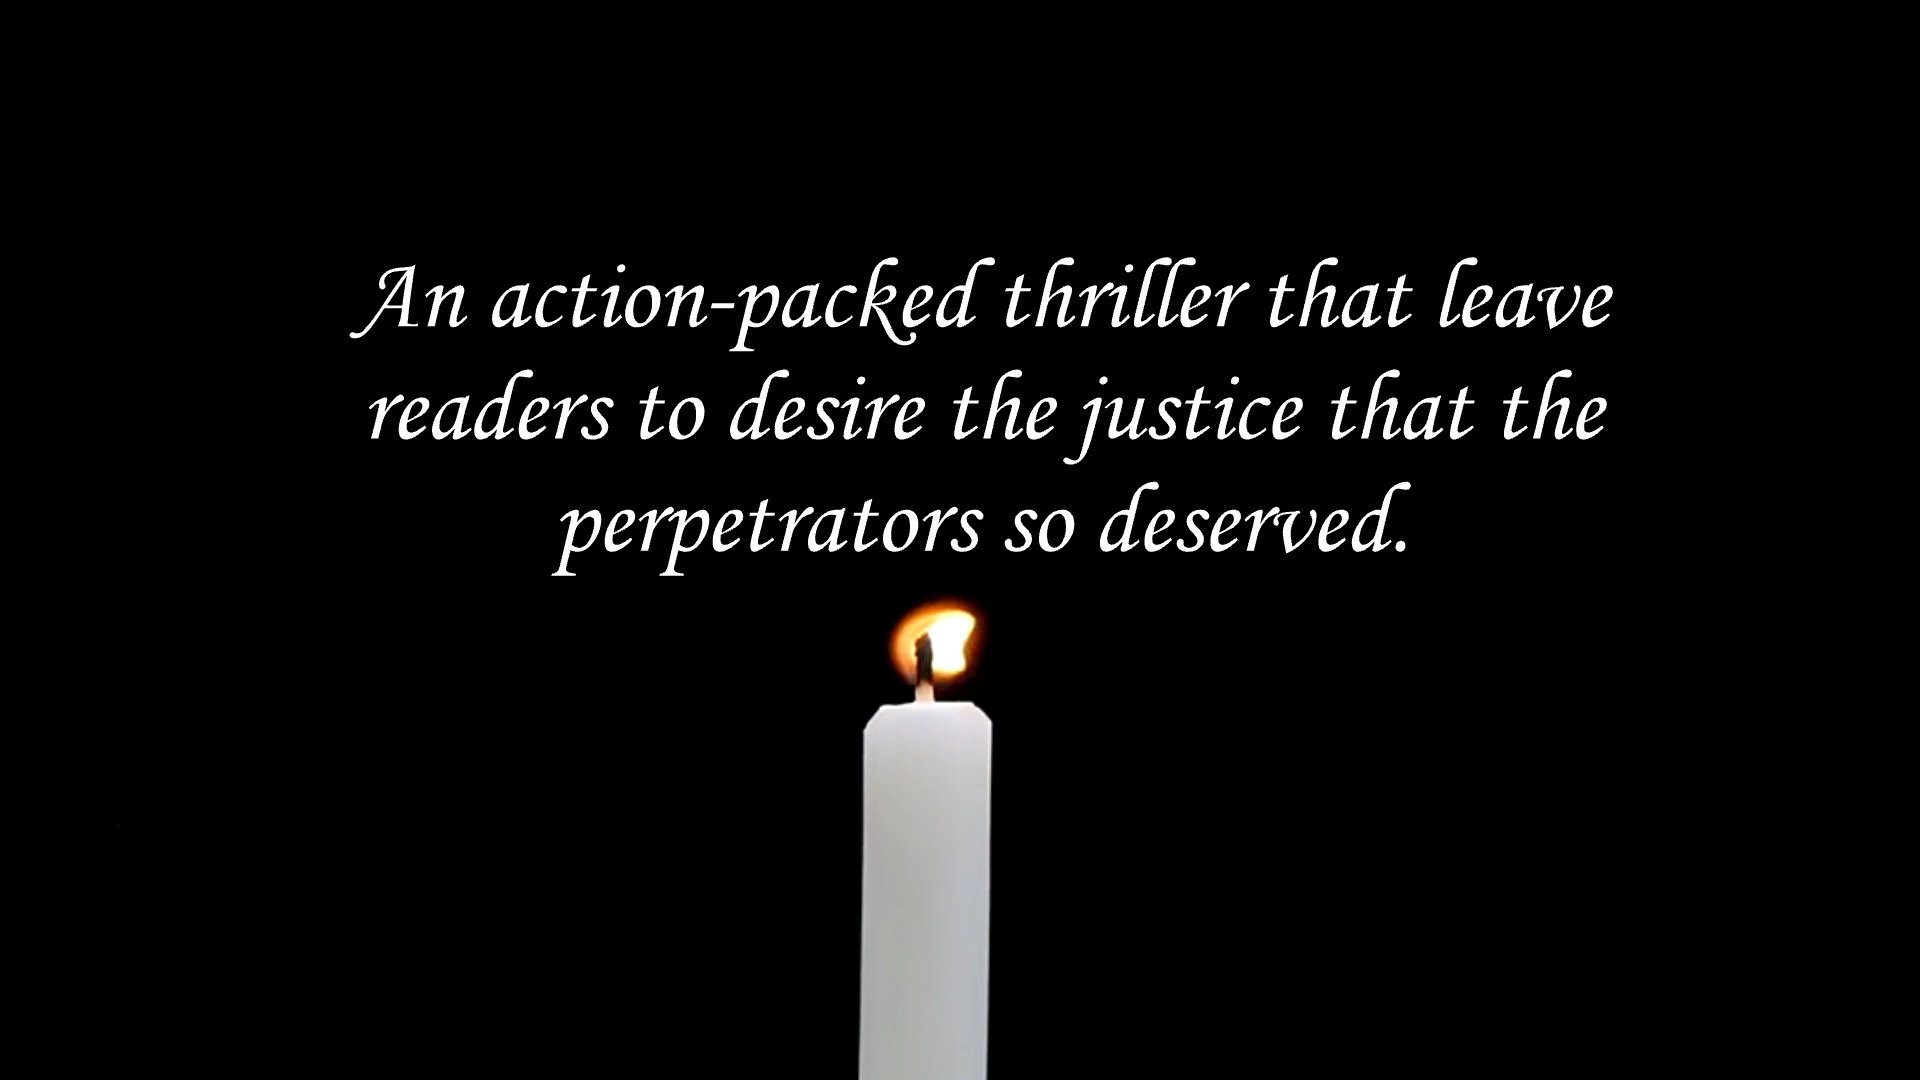 An action-packed thriller that leave
readers to desire the justice that the
perpetrators so deserved.